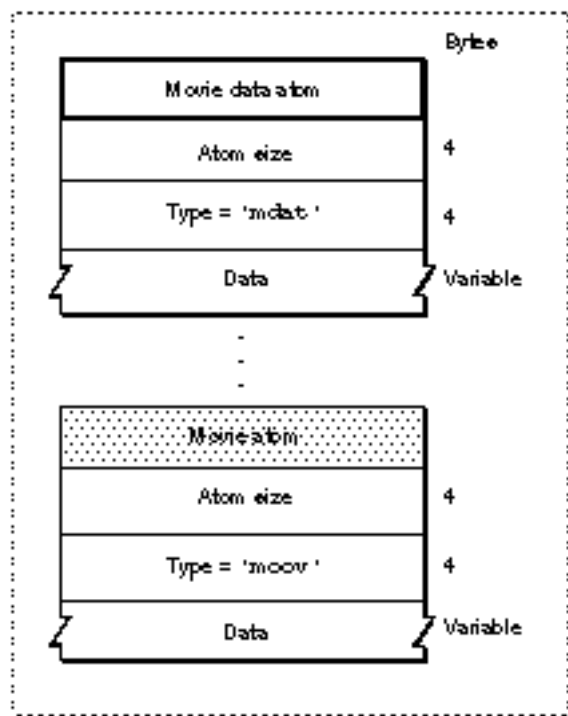 Bytes
Movie data atom
Atom size 4
Type = 'mdat' 4
Data Variable
Movie atom
Atom size 4
Type = 'moov' 4
Data Variable